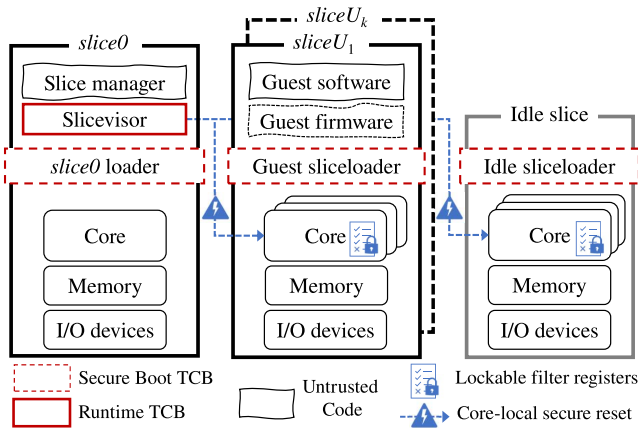 sliceU_k
slice0
sliceU_1
Slice manager
Guest software
Slicevisor
Guest firmware
Idle slice
slice0 loader
Guest sliceloader
Idle sliceloader
Core
Core
Core
Memory
Memory
Memory
I/O devices
I/O devices
I/O devices
Secure Boot TCB
Untrusted
Code
Lockable filter registers
Runtime TCB
Core-local secure reset